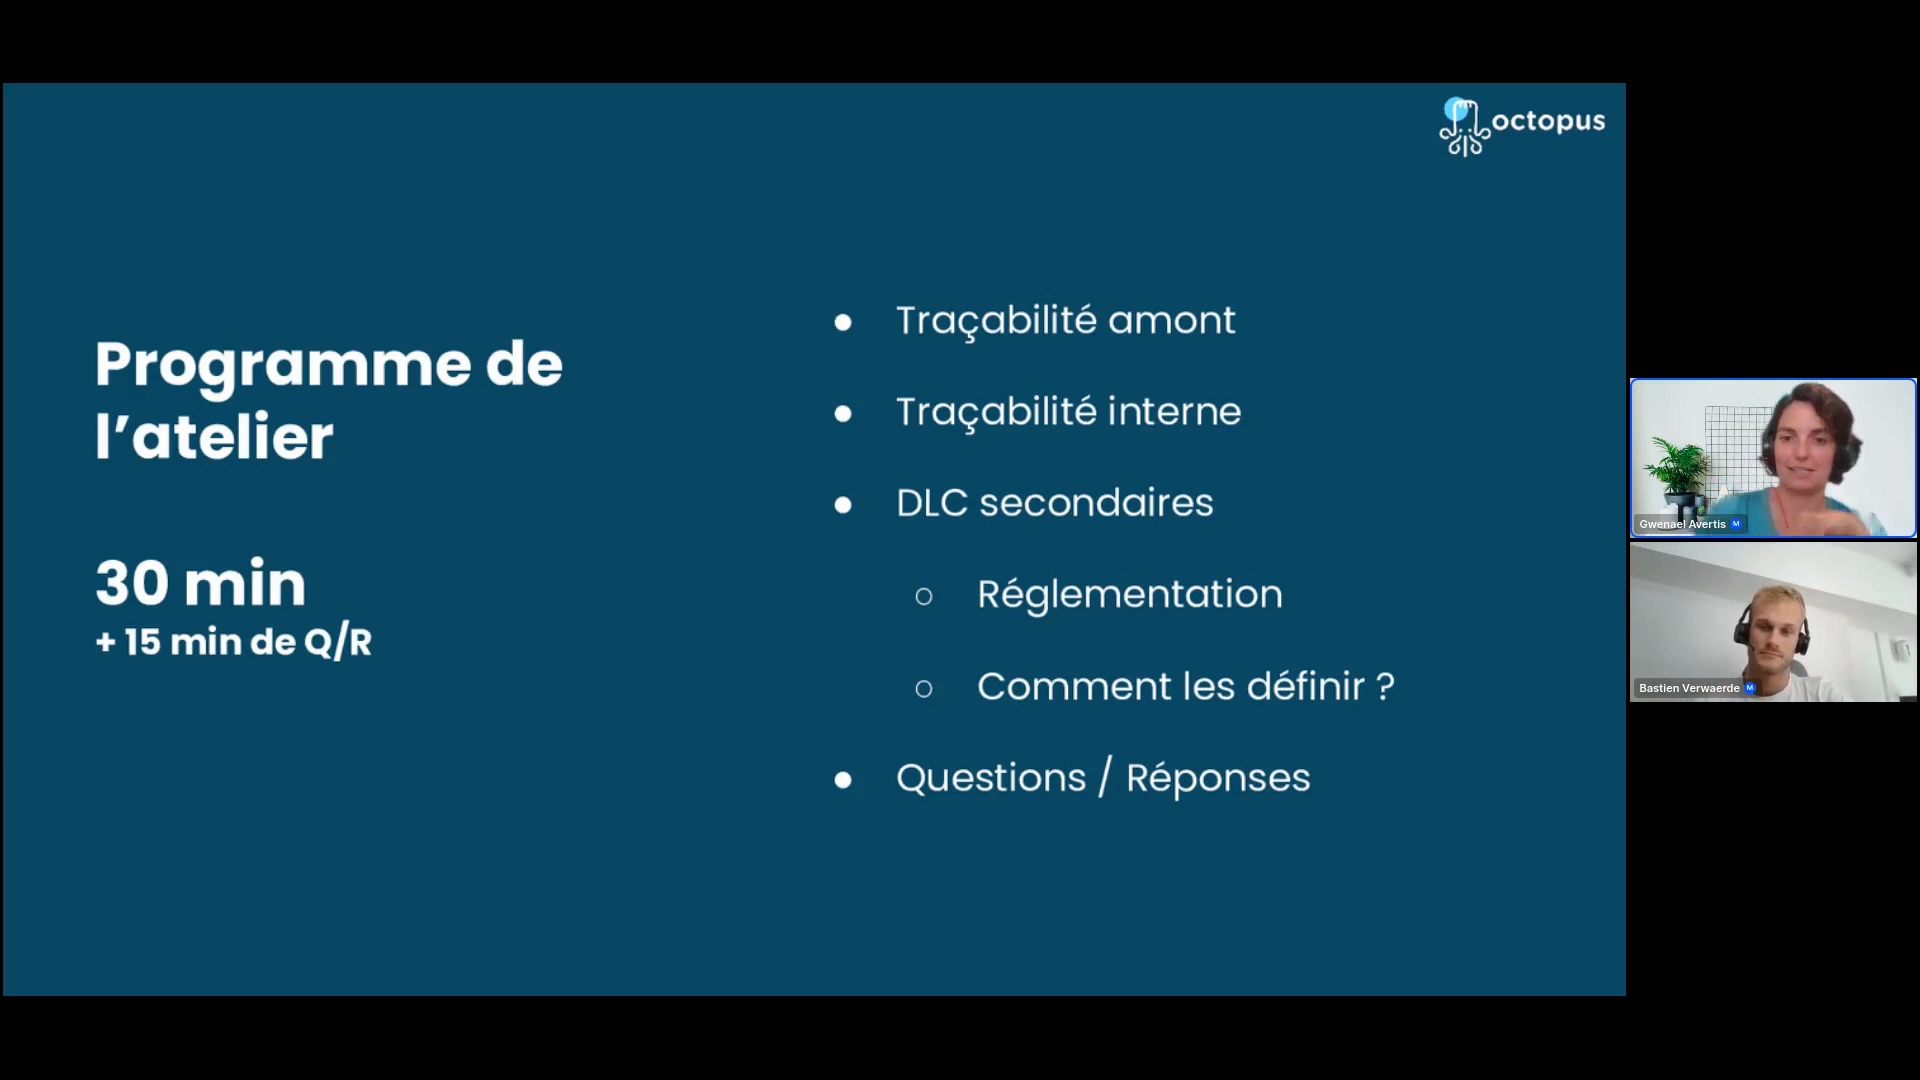 octopus
Programme de
l’atelier
30 min
+ 15 min de Q/R
● Traçabilité amont
● Traçabilité interne
● DLC secondaires
○ Réglementation
○ Comment les définir ?
● Questions / Réponses
Gwenael Avertis M
Bastien Verwaerde M